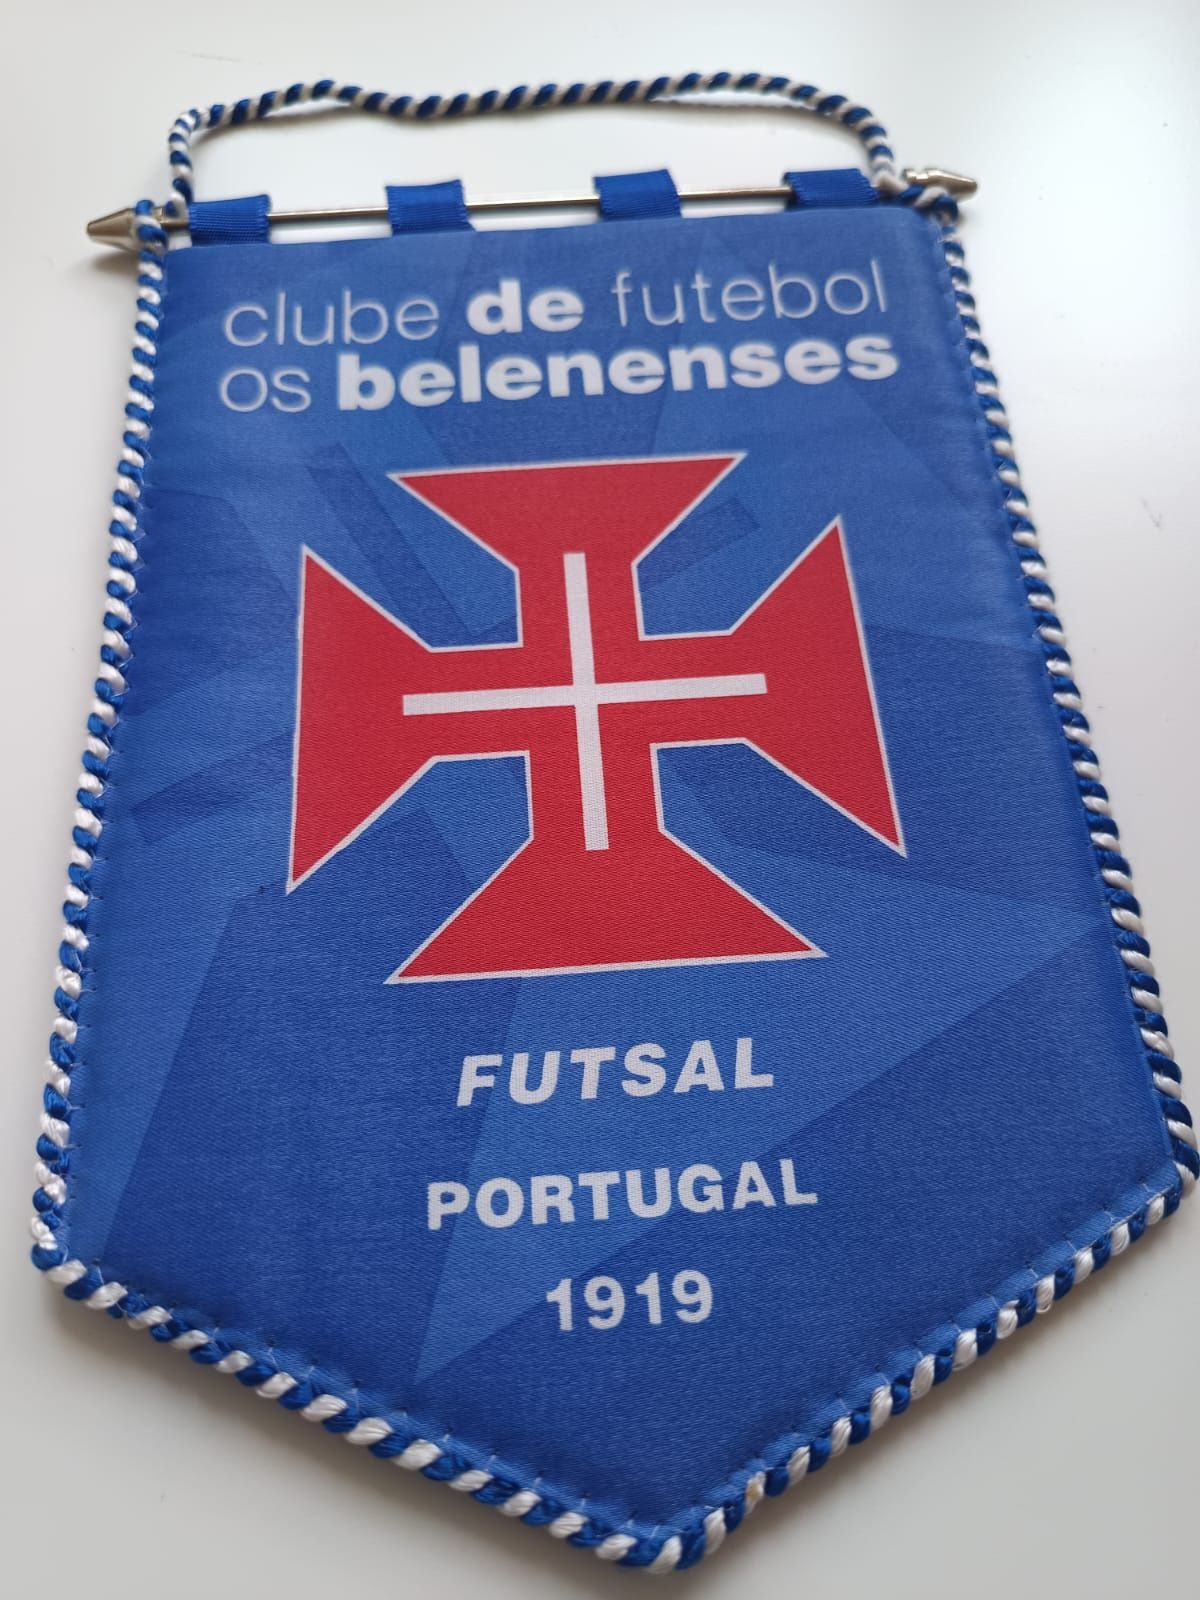 clube de futebol
os belenenses
FUTSAL
PORTUGAL
1919